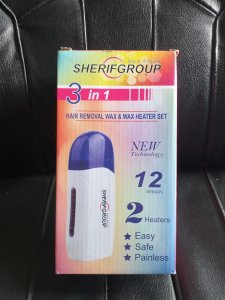 SHERIFGROUP
3 in 1
HAIR REMOVAL WAX & WAX HEATER SET
NEW
Technology
12
minutes
2
Heaters
★ Easy
★ Safe
★ Painless
SHERIFGROUP